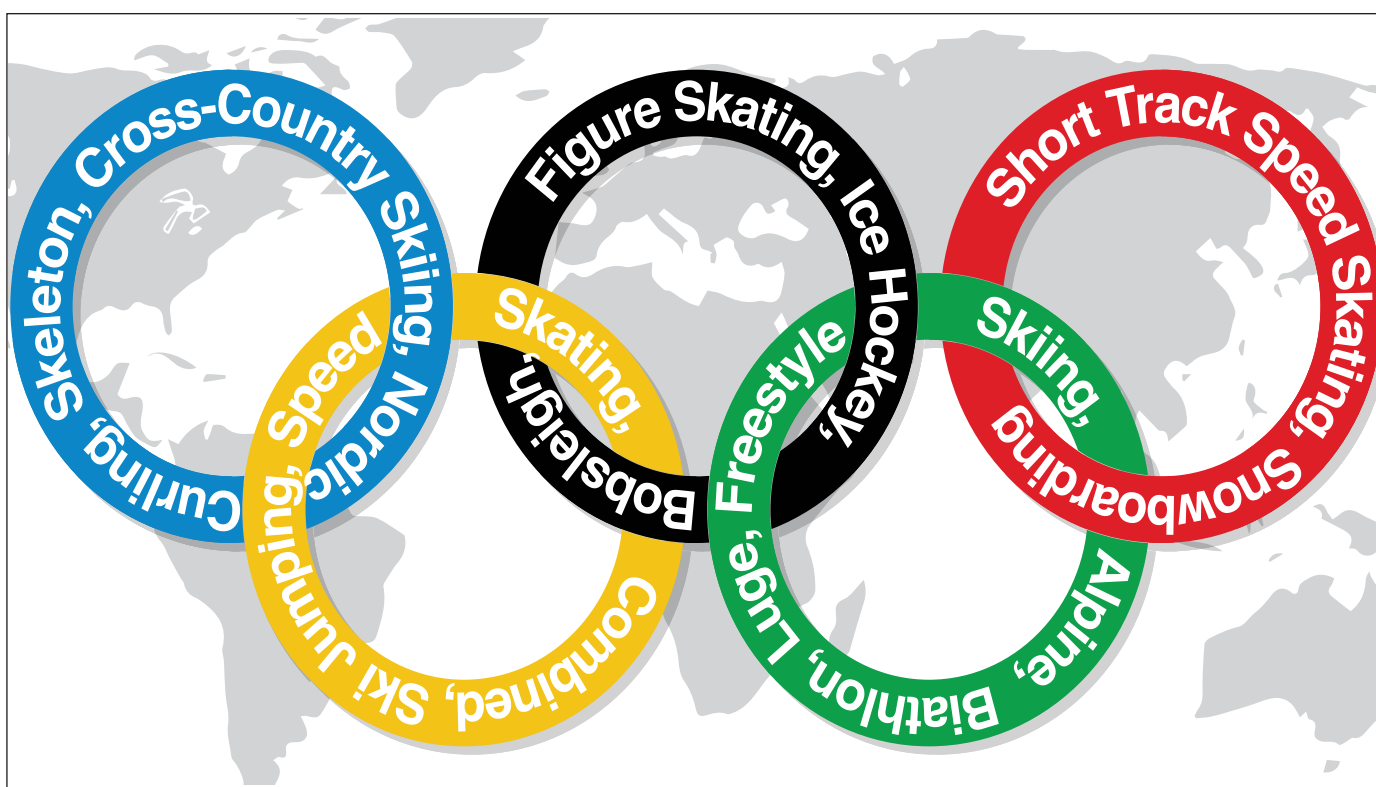 Curling, Skeleton, Cross-Country Skiing, Nordic
Combined, Ski Jumping, Speed
Skating,
Bobsleigh,
Figure Skating, Ice Hockey,
Alpine, Biathlon, Luge, Freestyle
Skiing,
Short Track Speed Skating, Snowboarding